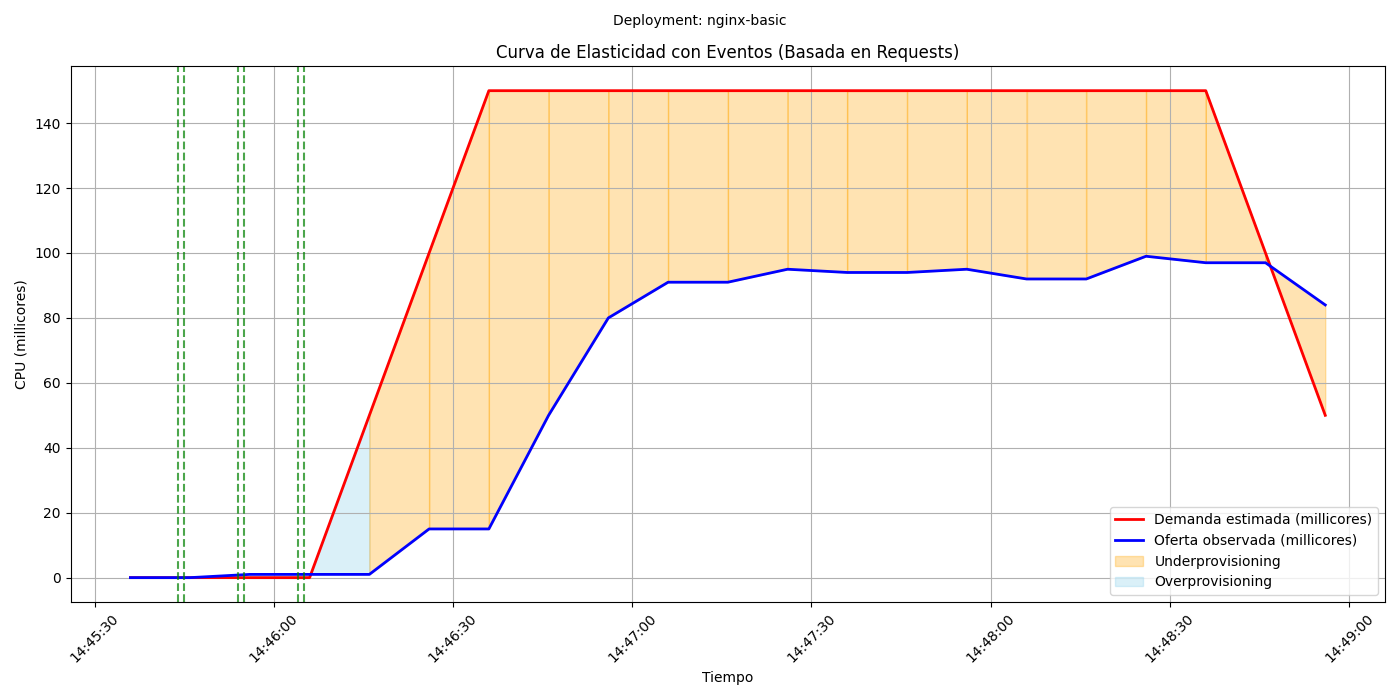 Deployment: nginx-basic
Curva de Elasticidad con Eventos (Basada en Requests)
CPU (millicores)
140
120
100
80
60
40
20
0
Demanda estimada (millicores)
Oferta observada (millicores)
Underprovisioning
Overprovisioning
14:45:30
14:46:00
14:46:30
14:47:00
14:47:30
14:48:00
14:48:30
14:49:00
Tiempo